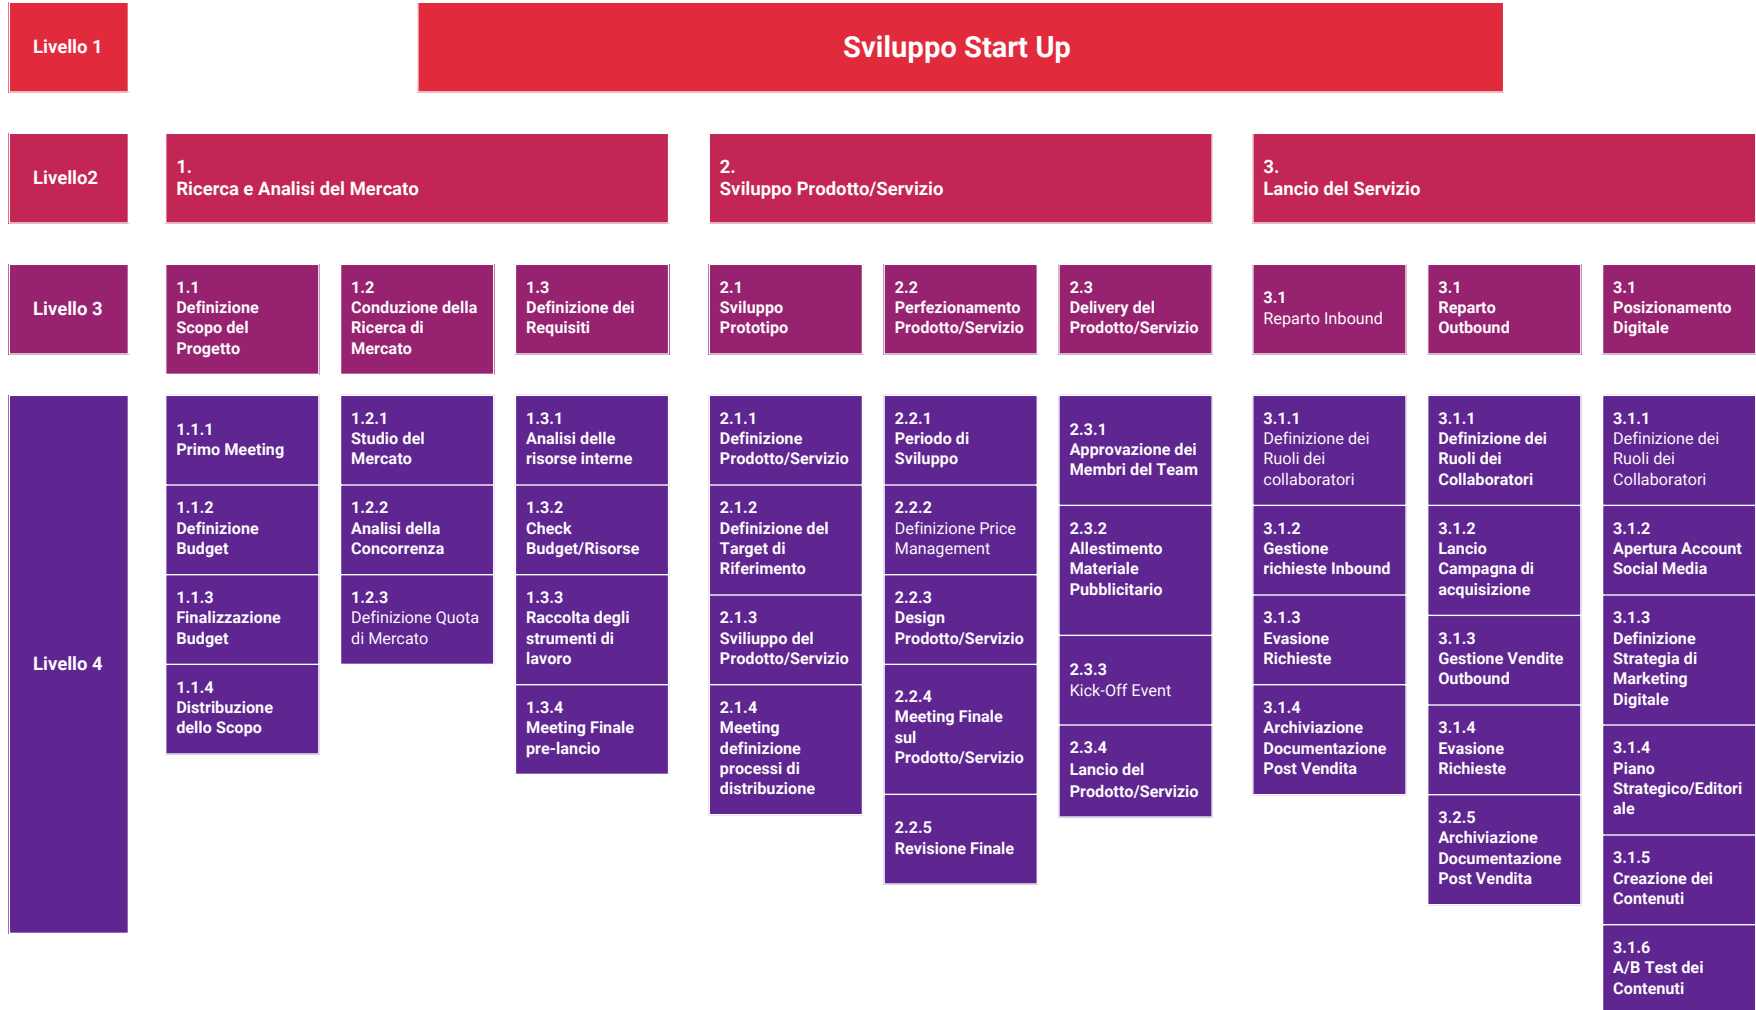 Livello 1
Sviluppo Start Up
Livello2
1.
Ricerca e Analisi del Mercato
2.
Sviluppo Prodotto/Servizio
3.
Lancio del Servizio
Livello 3
1.1
Definizione
Scopo del
Progetto
1.2
Conduzione della
Ricerca di
Mercato
1.3
Definizione dei
Requisiti
2.1
Sviluppo
Prototipo
2.2
Perfezionamento
Prodotto/Servizio
2.3
Delivery del
Prodotto/Servizio
3.1
Reparto Inbound
3.1
Reparto
Outbound
3.1
Posizionamento
Digitale
Livello 4
1.1.1
Primo Meeting
1.1.2
Definizione
Budget
1.1.3
Finalizzazione
Budget
1.1.4
Distribuzione
dello Scopo
1.2.1
Studio del
Mercato
1.2.2
Analisi della
Concorrenza
1.2.3
Definizione Quota
di Mercato
1.3.1
Analisi delle
risorse interne
1.3.2
Check
Budget/Risorse
1.3.3
Raccolta degli
strumenti di
lavoro
1.3.4
Meeting Finale
pre-lancio
2.1.1
Definizione
Prodotto/Servizio
2.1.2
Definizione del
Target di
Riferimento
2.1.3
Sviliuppo del
Prodotto/Servizio
2.1.4
Meeting
definizione
processi di
distribuzione
2.2.1
Periodo di
Sviluppo
2.2.2
Definizione Price
Management
2.2.3
Design
Prodotto/Servizio
2.2.4
Meeting Finale
sul
Prodotto/Servizio
2.2.5
Revisione Finale
2.3.1
Approvazione dei
Membri del Team
2.3.2
Allestimento
Materiale
Pubblicitario
2.3.3
Kick-Off Event
2.3.4
Lancio del
Prodotto/Servizio
3.1.1
Definizione dei
Ruoli dei
collaboratori
3.1.2
Gestione
richieste Inbound
3.1.3
Evasione
Richieste
3.1.4
Archiviazione
Documentazione
Post Vendita
3.1.1
Definizione dei
Ruoli dei
Collaboratori
3.1.2
Lancio
Campagna di
acquisizione
3.1.3
Gestione Vendite
Outbound
3.1.4
Evasione
Richieste
3.2.5
Archiviazione
Documentazione
Post Vendita
3.1.1
Definizione dei
Ruoli dei
Collaboratori
3.1.2
Apertura Account
Social Media
3.1.3
Definizione
Strategia di
Marketing
Digitale
3.1.4
Piano
Strategico/Editori
ale
3.1.5
Creazione dei
Contenuti
3.1.6
A/B Test dei
Contenuti